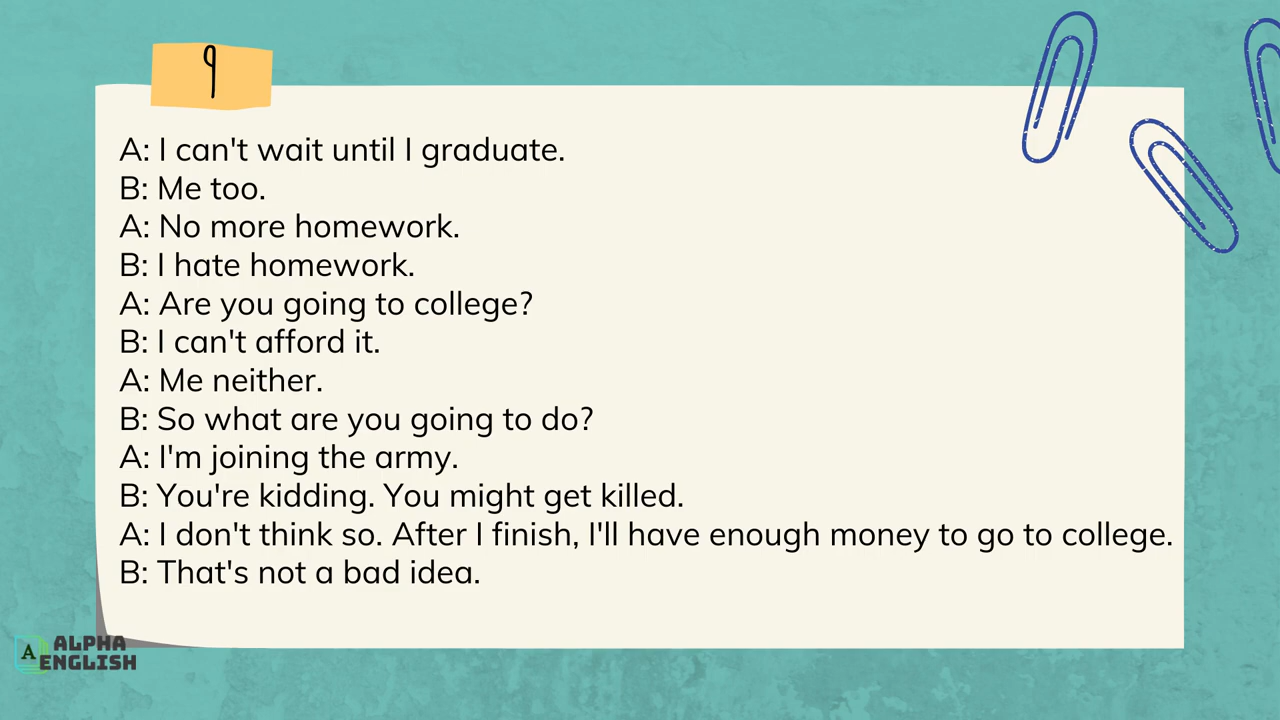 9
A: I can't wait until I graduate.
B: Me too.
A: No more homework.
B: I hate homework.
A: Are you going to college?
B: I can't afford it.
A: Me neither.
B: So what are you going to do?
A: I'm joining the army.
B: You're kidding. You might get killed.
A: I don't think so. After I finish, I'll have enough money to go to college.
B: That's not a bad idea.
A ALPHA
ENGLISH